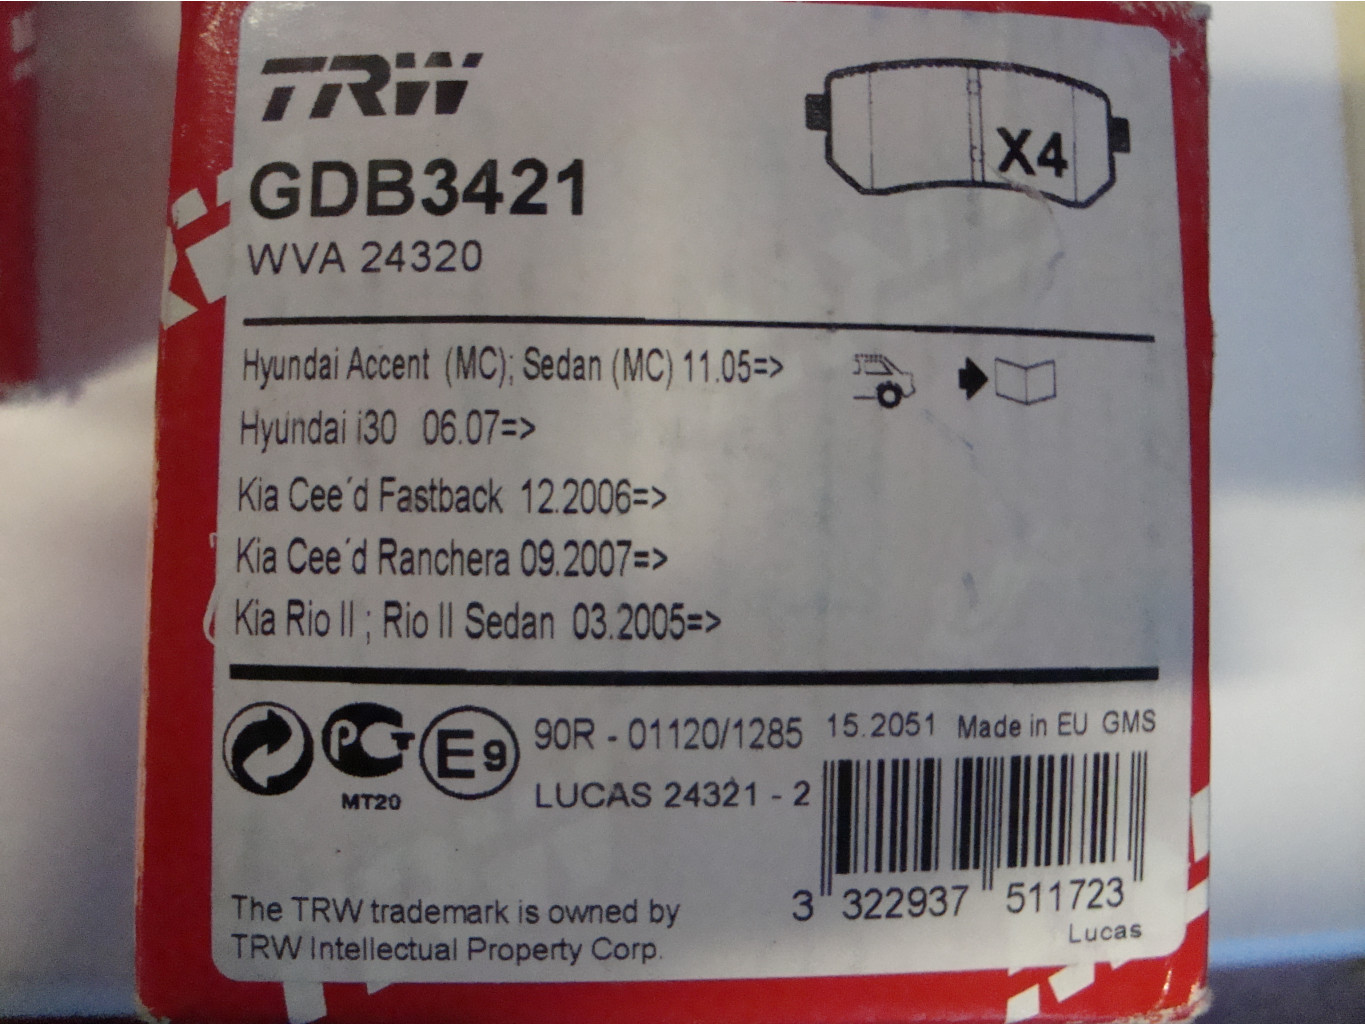 TRW
GDB3421
WVA 24320
X4
Hyundai Accent (MC); Sedan (MC) 11.05=>
Hyundai i30 06.07=>
Kia Cee´d Fastback 12.2006=>
Kia Cee´d Ranchera 09.2007=>
Kia Rio II ; Rio II Sedan 03.2005=>
PCT
MT20
E9
90R - 01120/1285 15.2051 Made in EU GMS
LUCAS 24321 - 2
3 322937 511723
Lucas
The TRW trademark is owned by
TRW Intellectual Property Corp.